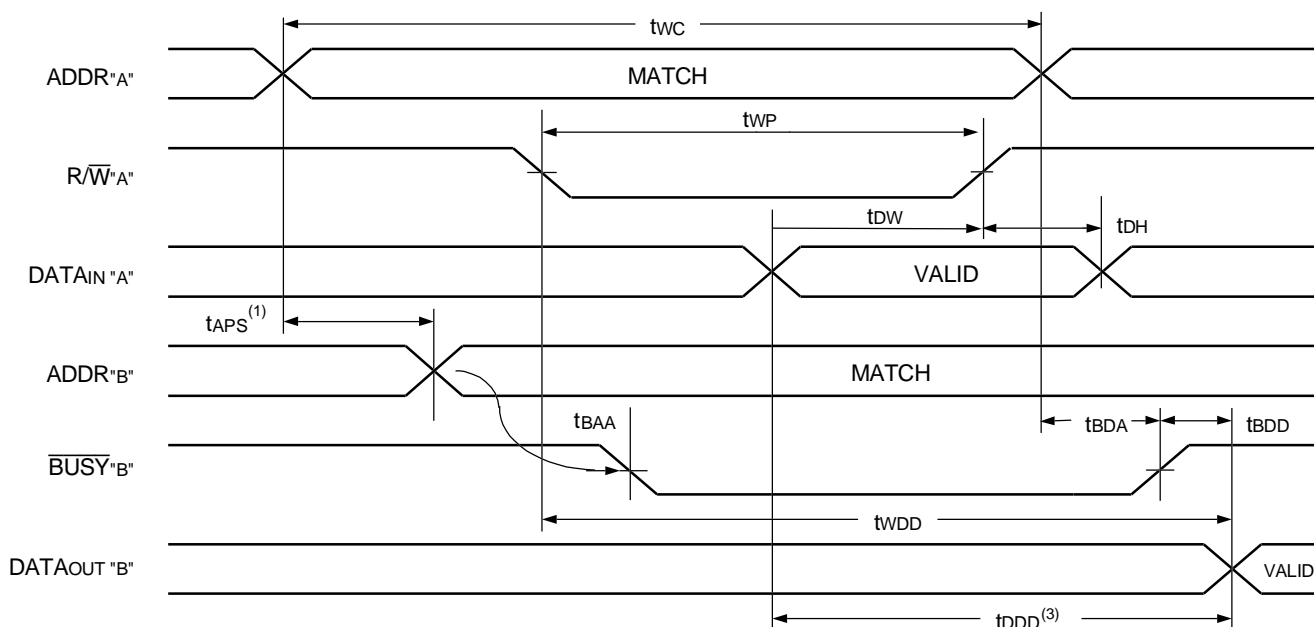 tWC
ADDR"A" MATCH
tWP
R/W̅"A"
tDW tDH
DATAIN "A" VALID
tAPS(1)
ADDR"B" MATCH
tBAA tBDA tBDD
B̅U̅S̅Y̅"B"
tWDD
DATAOUT "B" VALID
tDDD(3)